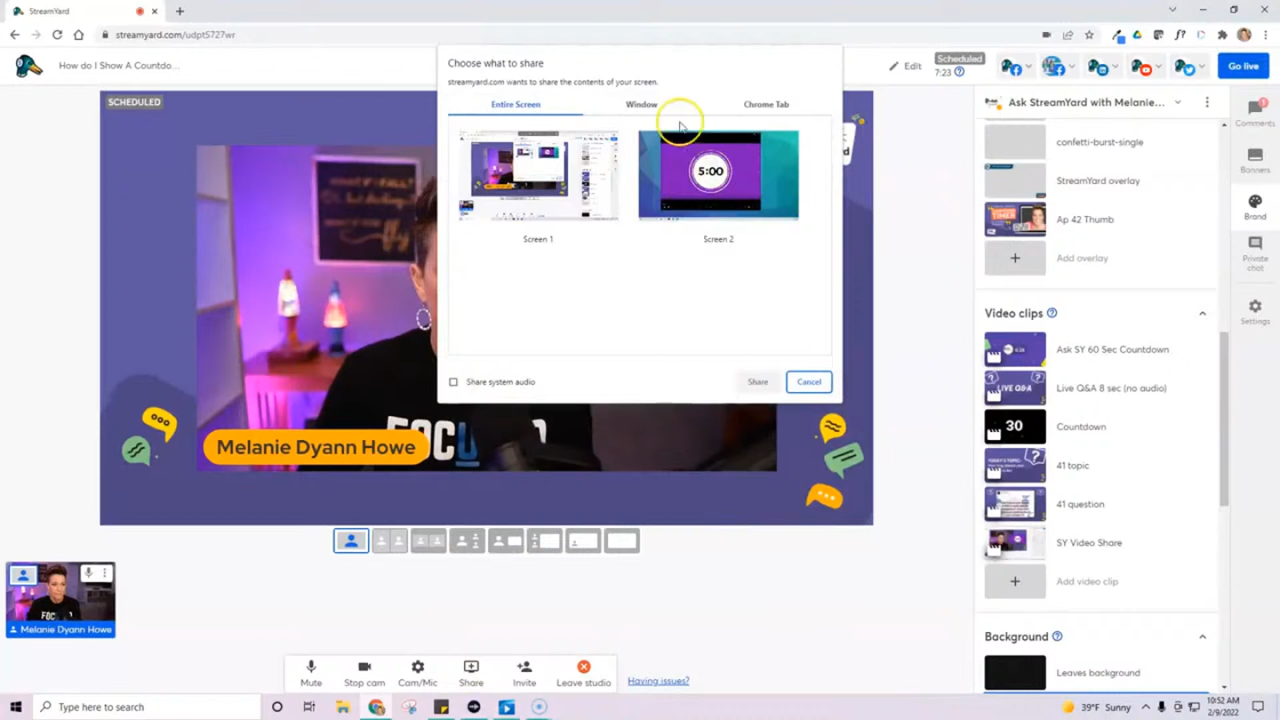 StreamYard
streamyard.com/udpt5727wr
How do I Show A Countdo...
Edit
Scheduled
7:23
Go live
SCHEDULED
Choose what to share
streamyard.com wants to share the contents of your screen.
Entire Screen
Window
Chrome Tab
5:00
Screen 1
Screen 2
Share system audio
Share
Cancel
FOCU
Melanie Dyann Howe
Ask StreamYard with Melanie...
confetti-burst-single
StreamYard overlay
TIMER
Ap 42 Thumb
Add overlay
Video clips
Ask SY 60 Sec Countdown
LIVE Q&A
Live Q&A 8 sec (no audio)
30
Countdown
TODAY'S TOPIC:
41 topic
41 question
SY Video Share
Add video clip
Background
Leaves background
Comments
Banners
Brand
Private
chat
Settings
FOCU
Melanie Dyann Howe
Mute
Stop cam
Cam/Mic
Share
Invite
Leave studio
Having issues?
Type here to search
39°F Sunny
10:52 AM
2/9/2022